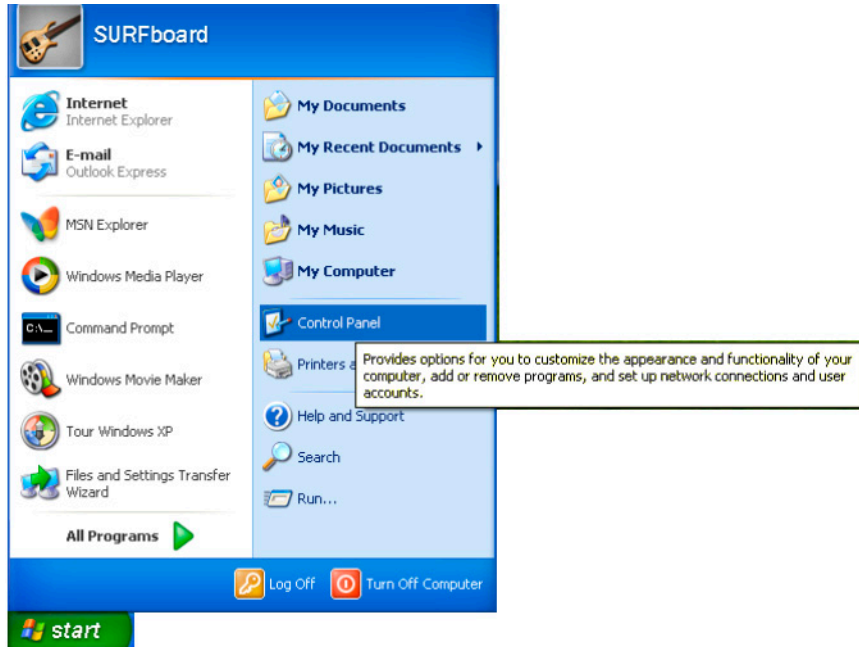 SURFboard
Internet
Internet Explorer
E-mail
Outlook Express
MSN Explorer
Windows Media Player
C:\_
Command Prompt
Windows Movie Maker
Tour Windows XP
Files and Settings Transfer
Wizard
All Programs
My Documents
My Recent Documents
My Pictures
My Music
My Computer
Control Panel
Printers a
Provides options for you to customize the appearance and functionality of your
computer, add or remove programs, and set up network connections and user
accounts.
Help and Support
Search
Run...
Log Off
Turn Off Computer
start